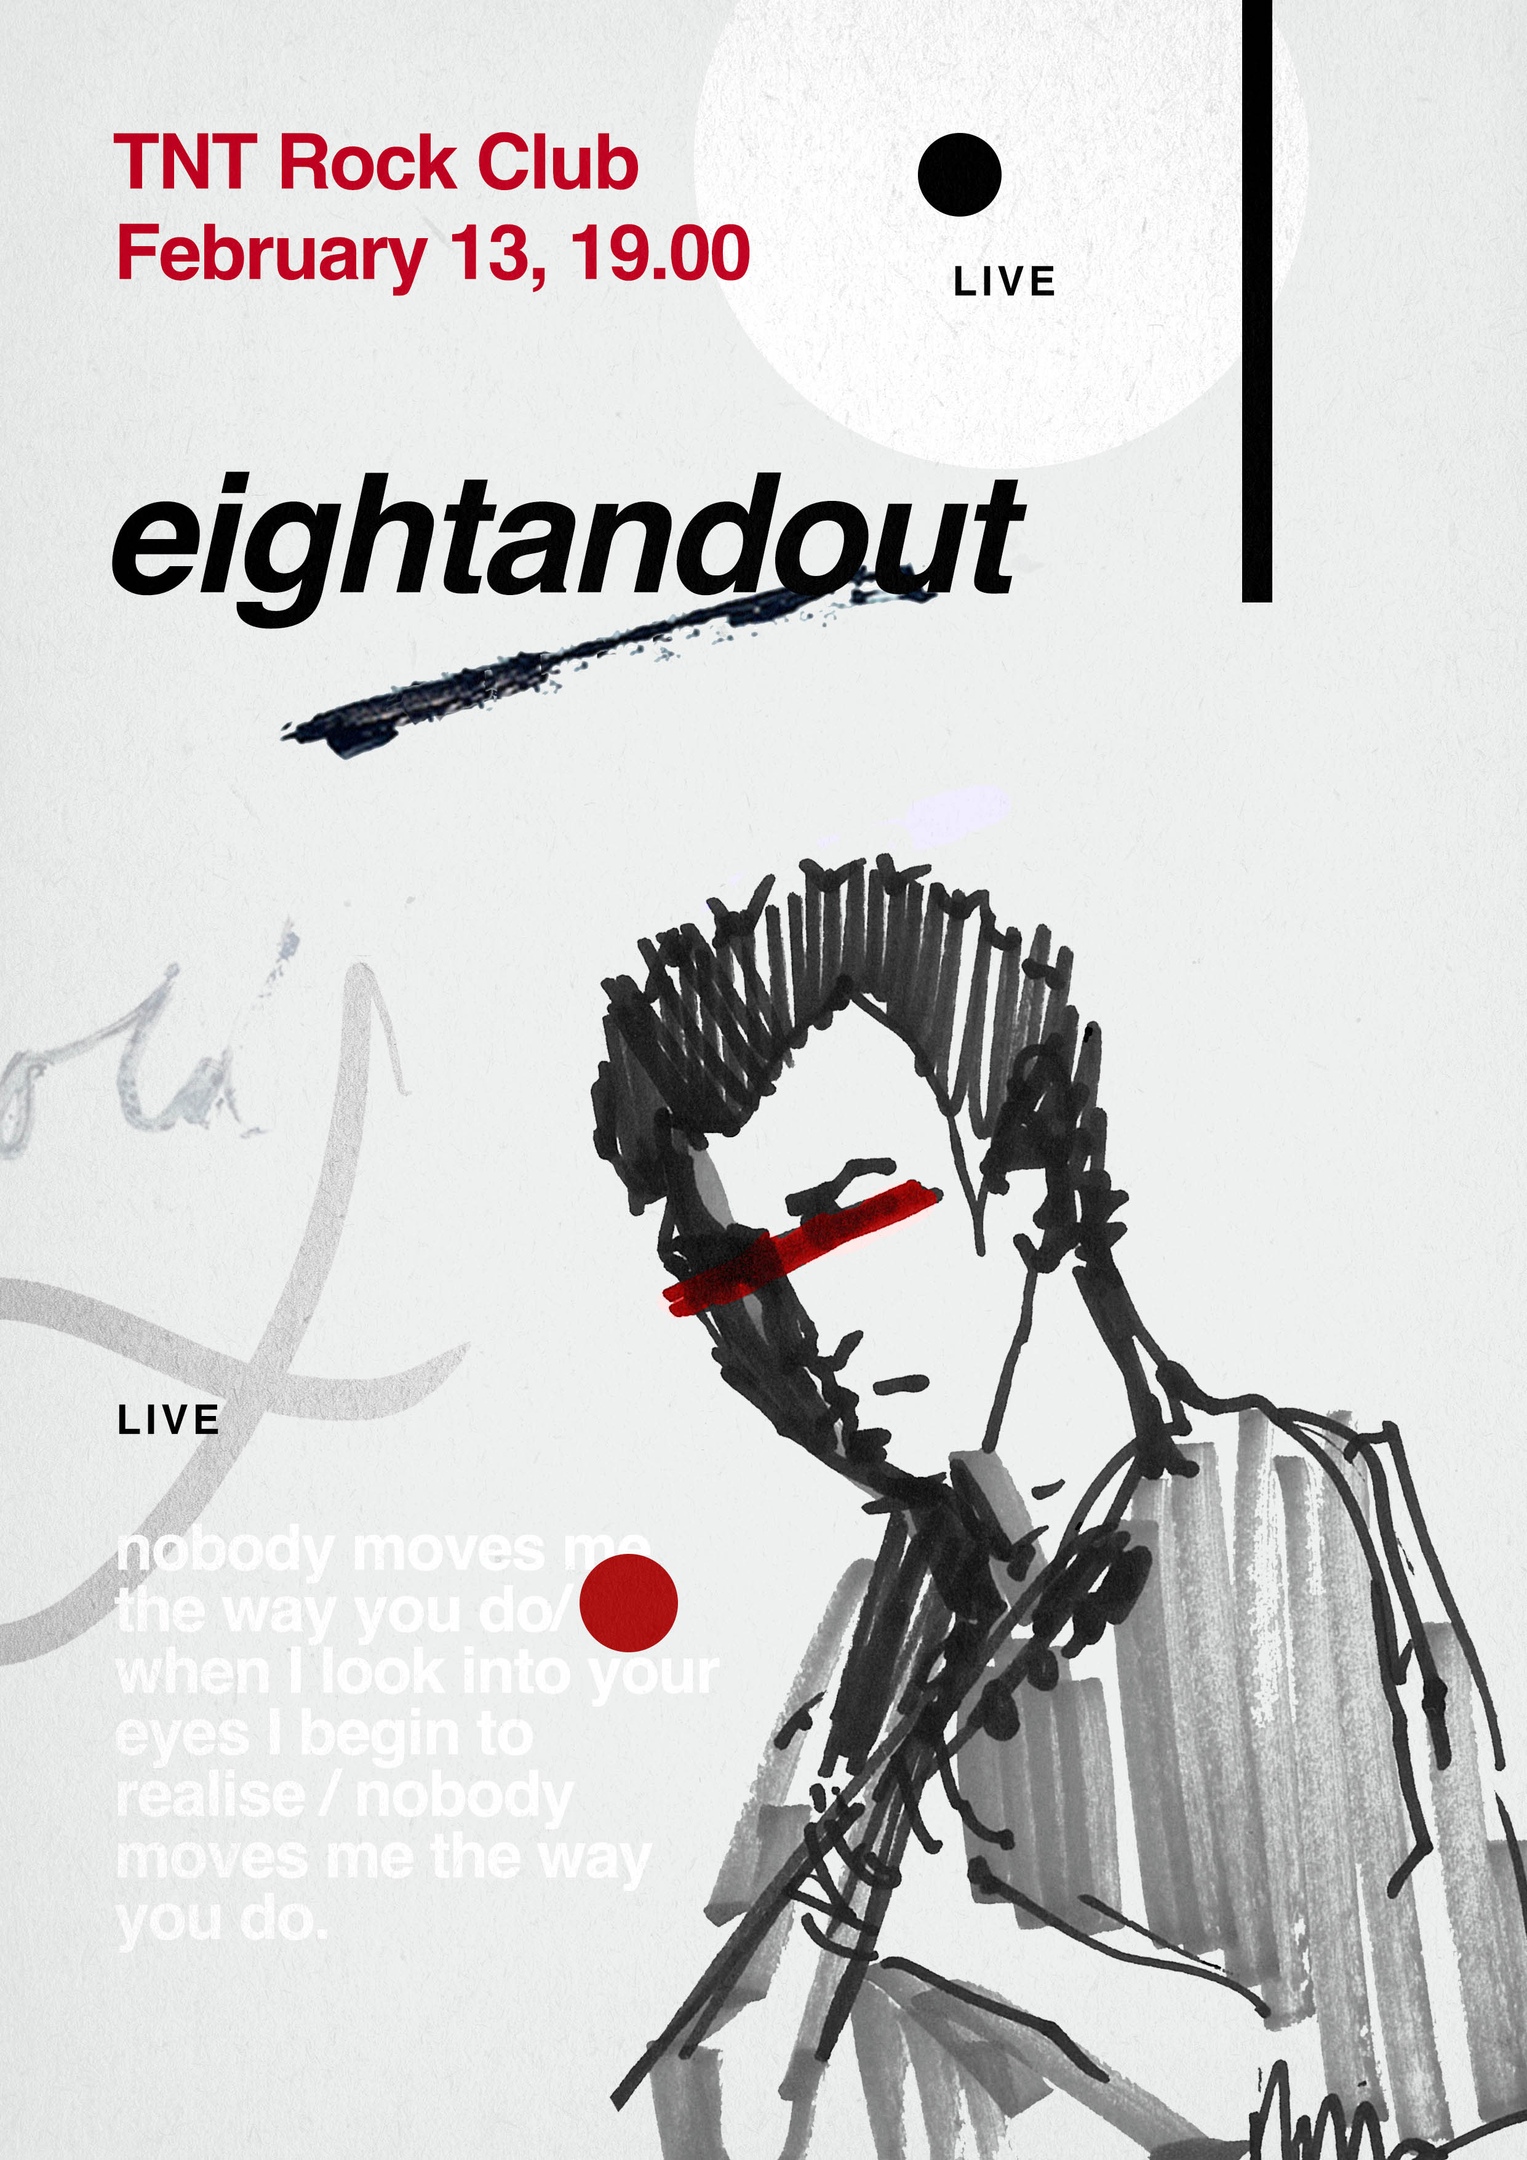 TNT Rock Club
February 13, 19.00
LIVE
eightandout
LIVE
nobody moves me
the way you do/
when I look into your
eyes I begin to
realise / nobody
moves me the way
you do.